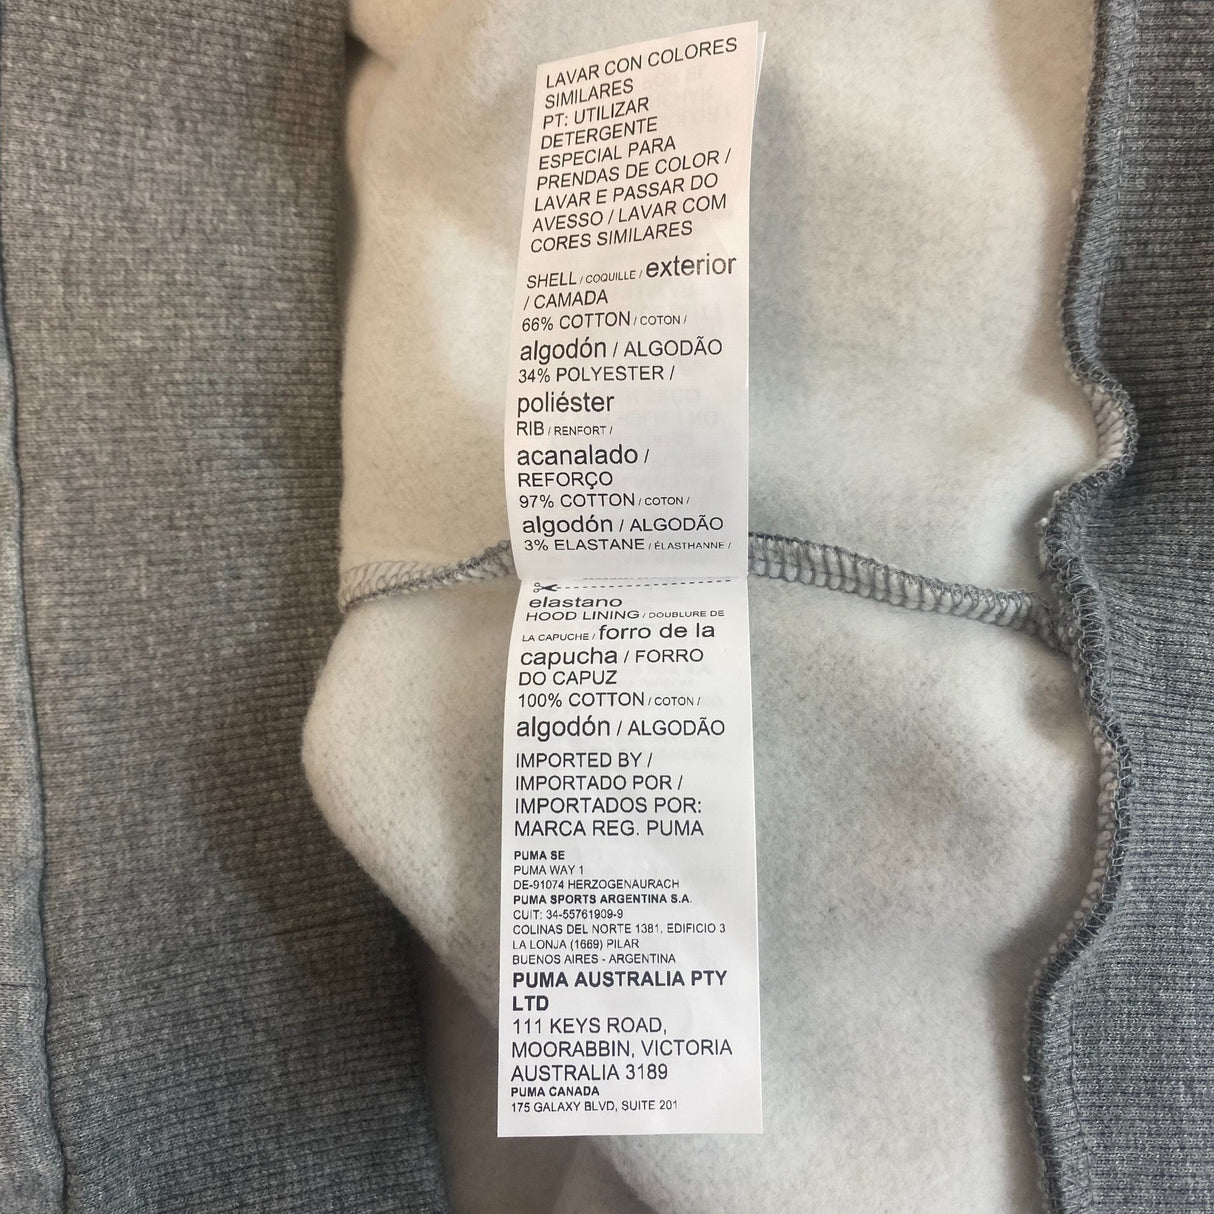 LAVAR CON COLORES
SIMILARES
PT: UTILIZAR
DETERGENTE
ESPECIAL PARA
PRENDAS DE COLOR /
LAVAR E PASSAR DO
AVESSO / LAVAR COM
CORES SIMILARES
SHELL / COQUILLE / exterior
/ CAMADA
66% COTTON / COTON /
algodón / ALGODÃO
34% POLYESTER /
poliéster
RIB / RENFORT /
acanalado /
REFORÇO
97% COTTON / COTON /
algodón / ALGODÃO
3% ELASTANE / ÉLASTHANNE /
elastano
HOOD LINING / DOUBLURE DE
LA CAPUCHE / forro de la
capucha / FORRO
DO CAPUZ
100% COTTON / COTON /
algodón / ALGODÃO
IMPORTED BY /
IMPORTADO POR /
IMPORTADOS POR:
MARCA REG. PUMA
PUMA SE
PUMA WAY 1
DE-91074 HERZOGENAURACH
PUMA SPORTS ARGENTINA S.A.
CUIT: 34-55761909-9
COLINAS DEL NORTE 1381, EDIFICIO 3
LA LONJA (1669) PILAR
BUENOS AIRES - ARGENTINA
PUMA AUSTRALIA PTY
LTD
111 KEYS ROAD,
MOORABBIN, VICTORIA
AUSTRALIA 3189
PUMA CANADA
175 GALAXY BLVD, SUITE 201